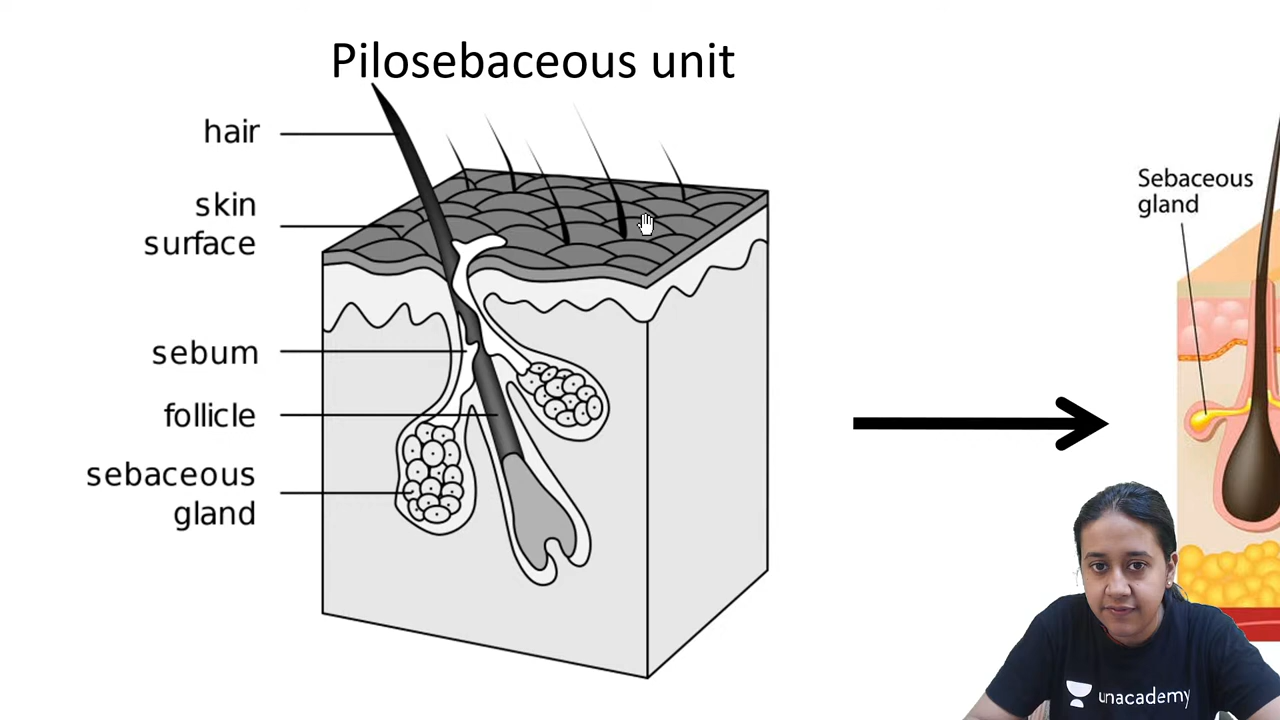 Pilosebaceous unit
hair
skin
surface
sebum
follicle
sebaceous
gland
Sebaceous
gland
unacademy